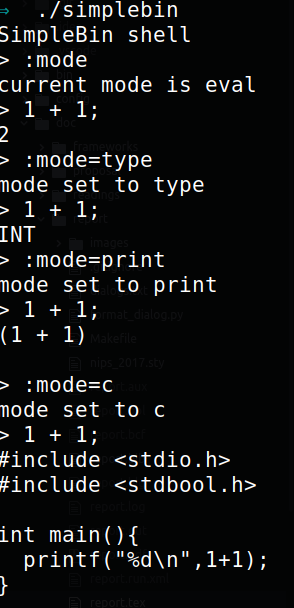 ⇒ ./simplebin
SimpleBin shell
> :mode
current mode is eval
> 1 + 1;
2
> :mode=type
mode set to type
> 1 + 1;
INT
> :mode=print
mode set to print
> 1 + 1;
(1 + 1)
> :mode=c
mode set to c
> 1 + 1;
#include <stdio.h>
#include <stdbool.h>
int main(){
printf("%d\n",1+1);
}